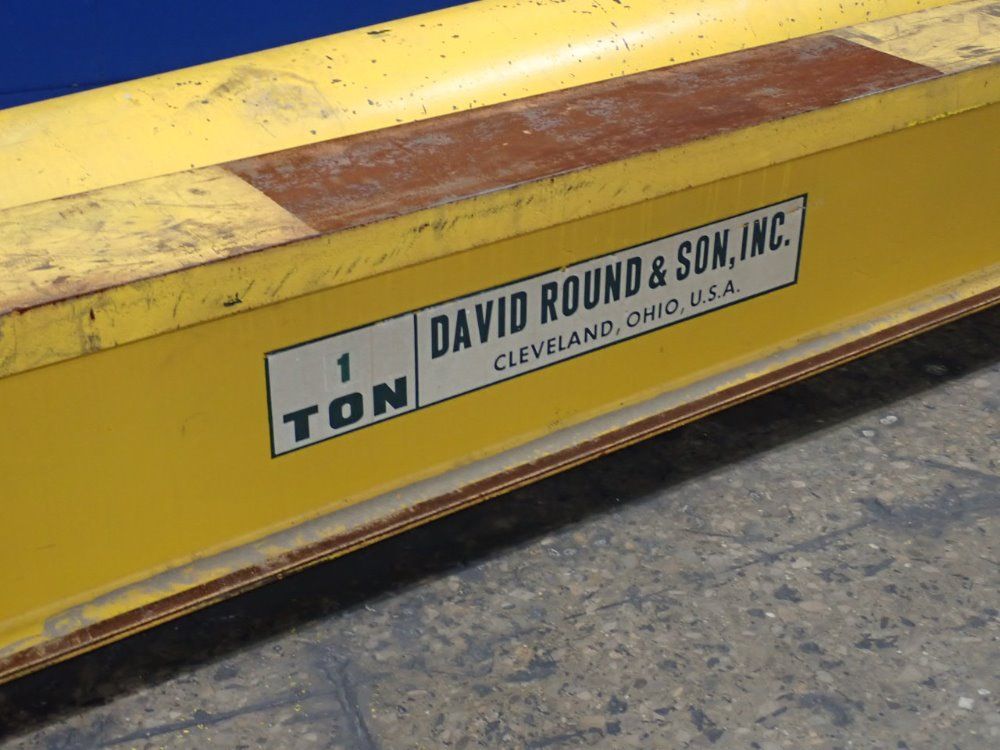 1
TON
DAVID ROUND & SON, INC.
CLEVELAND, OHIO, U.S.A.